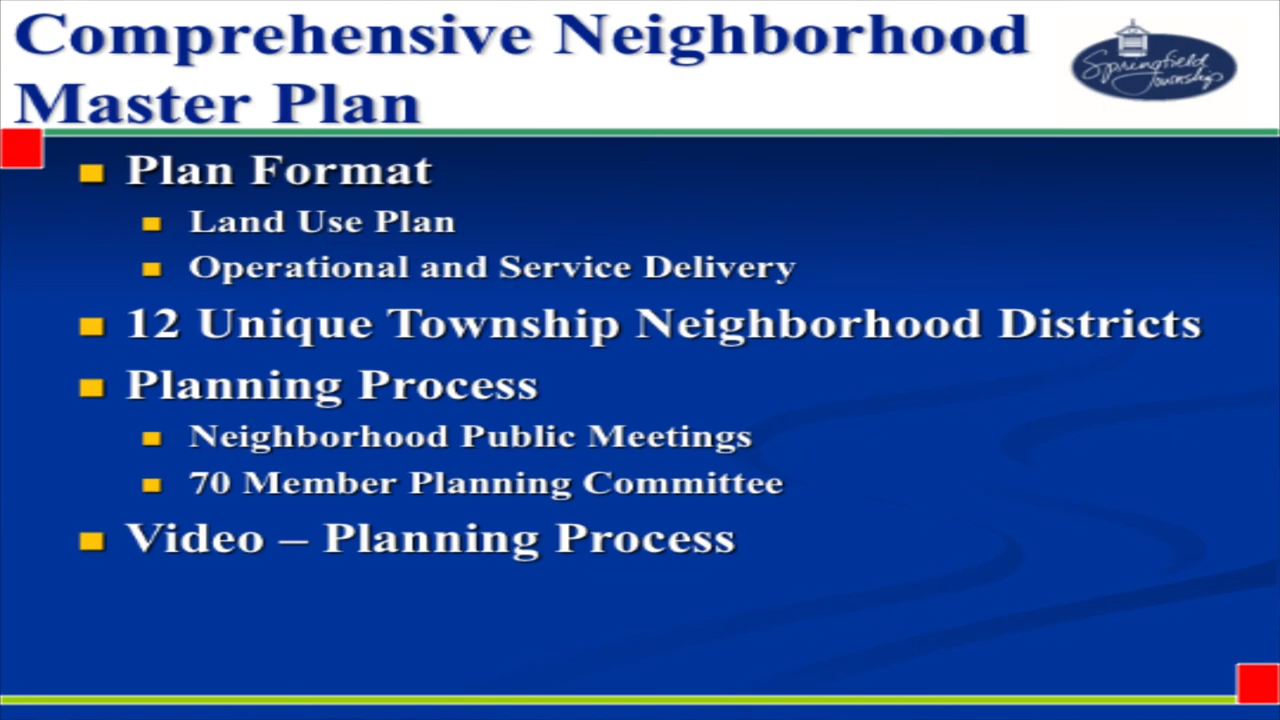 Comprehensive Neighborhood
Master Plan
Springfield
Township
Plan Format
Land Use Plan
Operational and Service Delivery
12 Unique Township Neighborhood Districts
Planning Process
Neighborhood Public Meetings
70 Member Planning Committee
Video – Planning Process